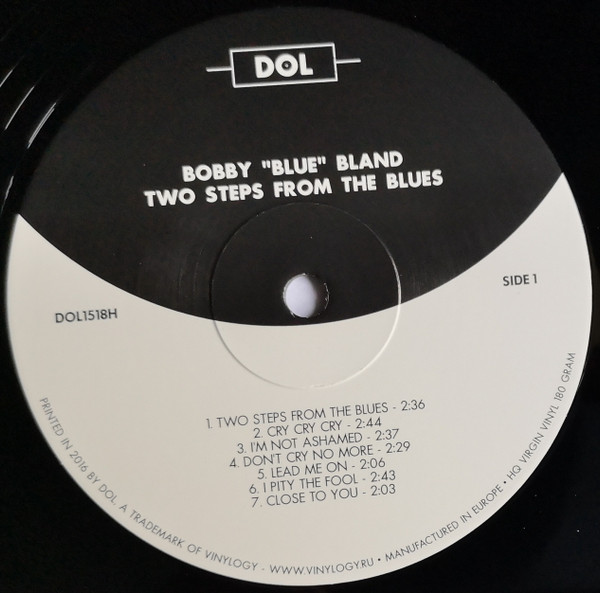 DOL
BOBBY "BLUE" BLAND
TWO STEPS FROM THE BLUES
SIDE 1
DOL1518H
1. TWO STEPS FROM THE BLUES - 2:36
2. CRY CRY CRY - 2:44
3. I'M NOT ASHAMED - 2:37
4. DON'T CRY NO MORE - 2:29
5. LEAD ME ON - 2:06
6. I PITY THE FOOL - 2:43
7. CLOSE TO YOU - 2:03
PRINTED IN 2016 BY DOL, A TRADEMARK OF VINYLOGY - WWW.VINYLOGY.RU • MANUFACTURED IN EUROPE • HQ VIRGIN VINYL 180 GRAM